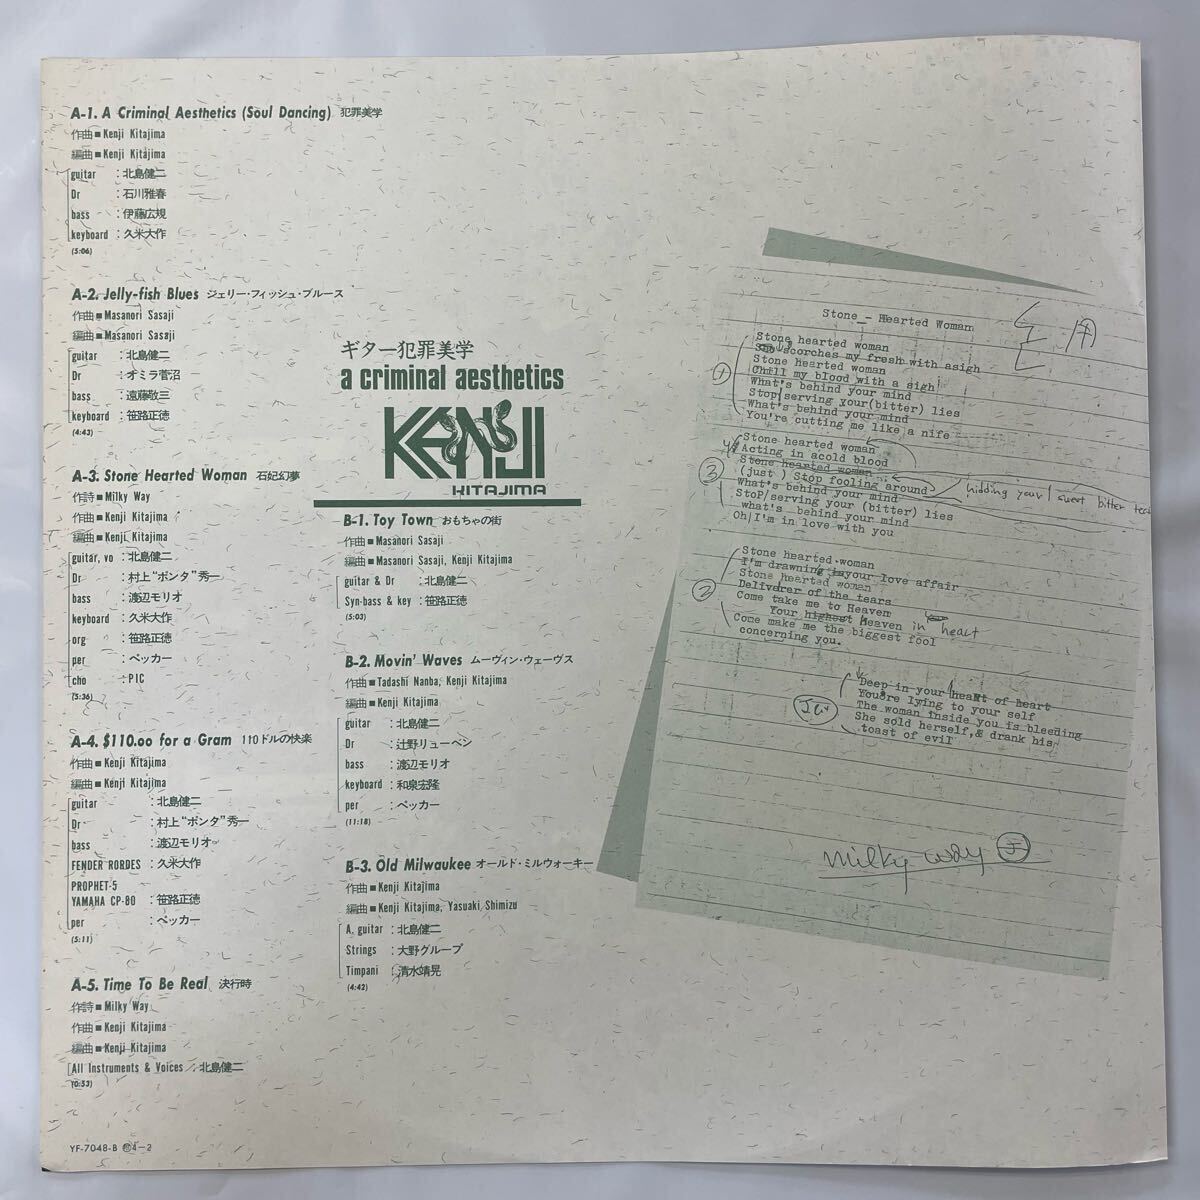 A-1. A Criminal Aesthetics (Soul Dancing) 犯罪美学
作曲■Kenji Kitajima
編曲■Kenji Kitajima
guitar :北島健二
Dr :石川雅春
bass :伊藤広規
keyboard :久米大作
(5:06)
A-2. Jelly-fish Blues ジェリー・フィッシュ・ブルース
作曲■Masanori Sasaji
編曲■Masanori Sasaji
guitar :北島健二
Dr :オミラ菅沼
bass :遠藤敬三
keyboard :笹路正徳
(4:43)
A-3. Stone Hearted Woman 石妃幻夢
作詩■Milky Way
作曲■Kenji Kitajima
編曲■Kenji Kitajima
guitar, vo :北島健二
Dr :村上“ポンタ”秀一
bass :渡辺モリオ
keyboard :久米大作
org :笹路正徳
per :ペッカー
cho :PIC
(5:36)
A-4. $110.oo for a Gram 110ドルの快楽
作曲■Kenji Kitajima
編曲■Kenji Kitajima
guitar :北島健二
Dr :村上“ポンタ”秀一
bass :渡辺モリオ
FENDER RORDES :久米大作
PROPHET-5
YAMAHA CP-80 :笹路正徳
per :ペッカー
(5:11)
A-5. Time To Be Real 決行時
作詩■Milky Way
作曲■Kenji Kitajima
編曲■Kenji Kitajima
All Instruments & Voices :北島健二
(0:53)
YF-7048-B 4-2
ギター犯罪美学
a criminal aesthetics
KENJI
KITAJIMA
B-1. Toy Town おもちゃの街
作曲■Masanori Sasaji
編曲■Masanori Sasaji, Kenji Kitajima
guitar & Dr :北島健二
Syn-bass & key :笹路正徳
(5:03)
B-2. Movin' Waves ムーヴィン・ウェーヴス
作曲■Tadashi Nanba, Kenji Kitajima
編曲■Kenji Kitajima
guitar :北島健二
Dr :辻野リューベン
bass :渡辺モリオ
keyboard :和泉宏隆
per :ペッカー
(11:18)
B-3. Old Milwaukee オールド・ミルウォーキー
作曲■Kenji Kitajima
編曲■Kenji Kitajima, Yasuaki Shimizu
A. guitar :北島健二
Strings :大野グループ
Timpani :清水靖晃
(4:42)
Stone - Hearted Woman
① Stone hearted woman
scorches my fresh with asigh
Stone hearted woman
Chill my blood with a sigh
What's behind your mind
Stop/serving your(bitter) lies
What's behind your mind
You're cutting me like a nife
③ Stone hearted woman
Acting in acold blood
Stone hearted woman
(just) Stop fooling around
hidding your sweet bitter
What's behind your mind
StoP/serving your (bitter) lies
what's behind your mind
Oh/I'm in love with you
② Stone hearted woman
I'm drawning in your love affair
Stone hearted woman
Deliverer of the tears
Come take me to Heaven
Your highest Heaven in heart
Come make me the biggest fool
concerning you.
Deep in your heart of heart
You're lying to your self
The woman inside you is bleeding
She sold herself,& drank his
toast of evil
milky way